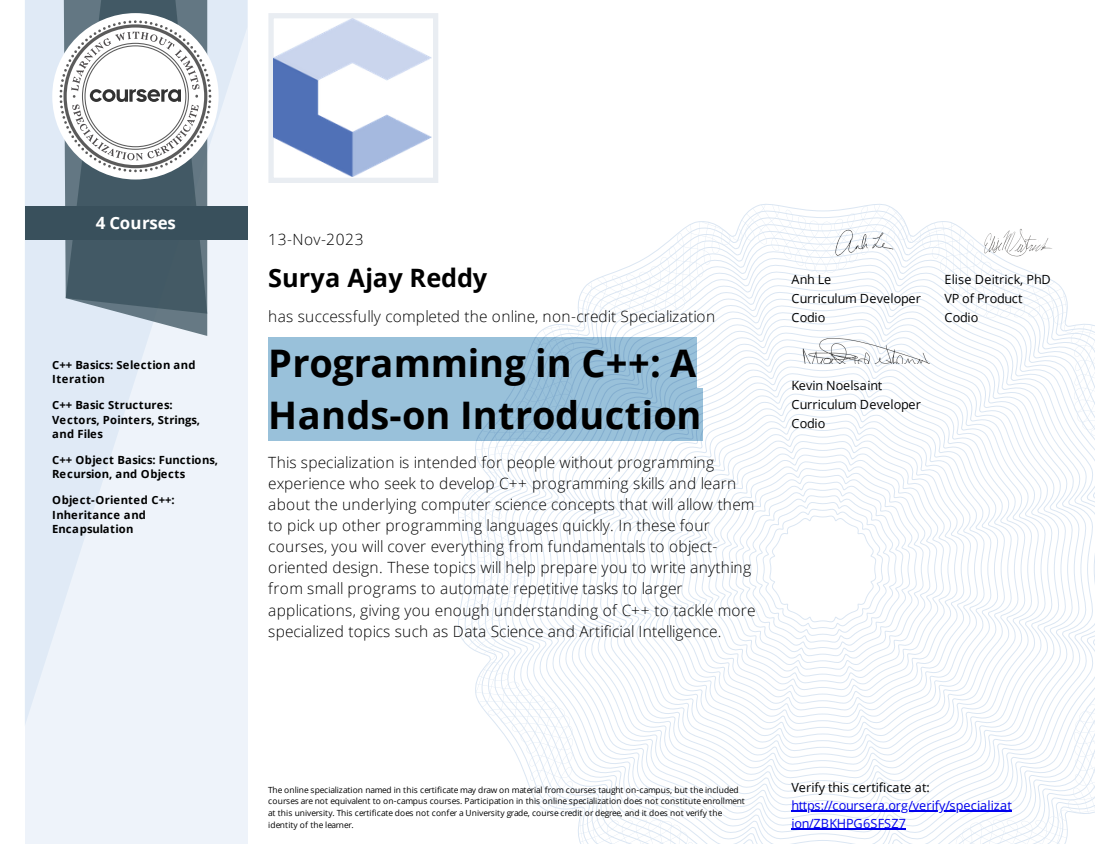 LEARNING WITHOUT LIMITS
coursera
SPECIALIZATION CERTIFICATE
4 Courses
C++ Basics: Selection and
Iteration
C++ Basic Structures:
Vectors, Pointers, Strings,
and Files
C++ Object Basics: Functions,
Recursion, and Objects
Object-Oriented C++:
Inheritance and
Encapsulation
13-Nov-2023
Surya Ajay Reddy
has successfully completed the online, non-credit Specialization
Programming in C++: A
Hands-on Introduction
This specialization is intended for people without programming
experience who seek to develop C++ programming skills and learn
about the underlying computer science concepts that will allow them
to pick up other programming languages quickly. In these four
courses, you will cover everything from fundamentals to object-
oriented design. These topics will help prepare you to write anything
from small programs to automate repetitive tasks to larger
applications, giving you enough understanding of C++ to tackle more
specialized topics such as Data Science and Artificial Intelligence.
Anh Le
Anh Le
Curriculum Developer
Codio
Elise Deitrick, PhD
VP of Product
Codio
Kevin Noelsaint
Curriculum Developer
Codio
The online specialization named in this certificate may draw on material from courses taught on-campus, but the included
courses are not equivalent to on-campus courses. Participation in this online specialization does not constitute enrollment
at this university. This certificate does not confer a University grade, course credit or degree, and it does not verify the
identity of the learner.
Verify this certificate at:
https://coursera.org/verify/specializat
ion/ZBKHPG6SFSZ7